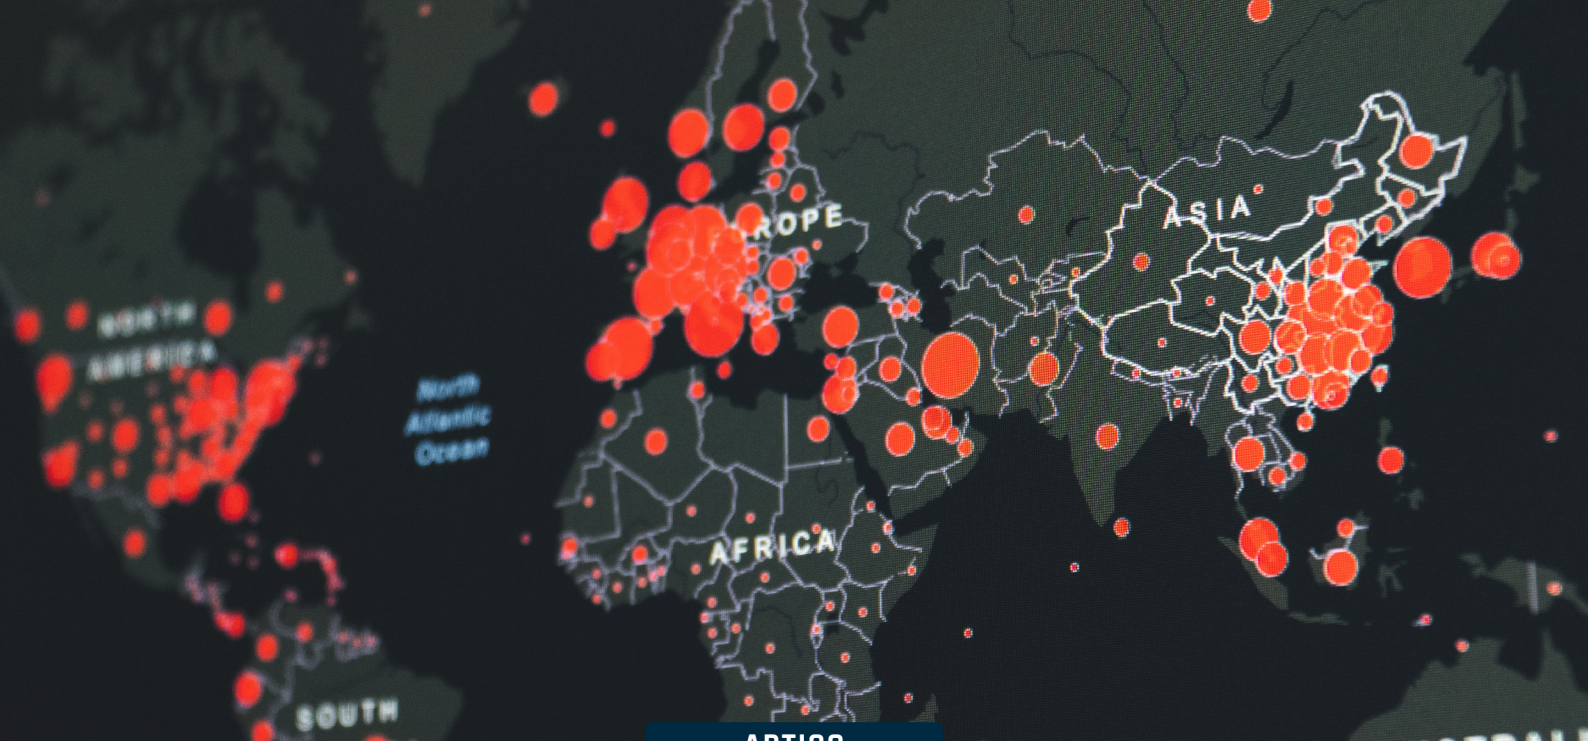 NORTH
AMERICA
North
Atlantic
Ocean
ROPE
ASIA
AFRICA
SOUTH